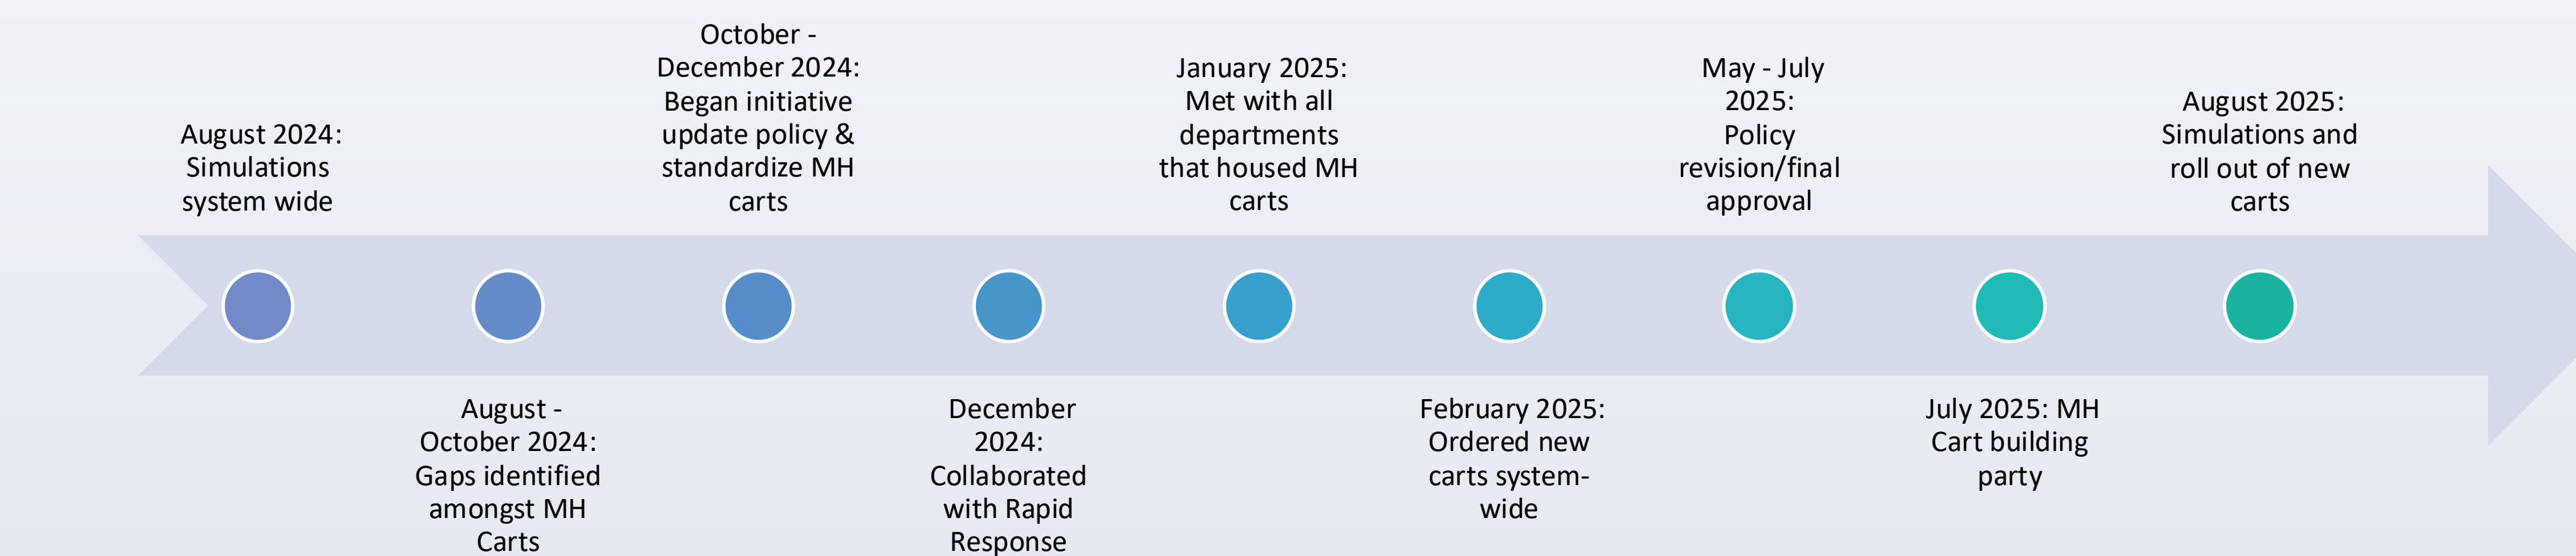 August 2024:
Simulations
system wide
August -
October 2024:
Gaps identified
amongst MH
Carts
October -
December 2024:
Began initiative
update policy &
standardize MH
carts
December
2024:
Collaborated
with Rapid
Response
January 2025:
Met with all
departments
that housed MH
carts
February 2025:
Ordered new
carts system-
wide
May - July
2025:
Policy
revision/final
approval
July 2025: MH
Cart building
party
August 2025:
Simulations and
roll out of new
carts